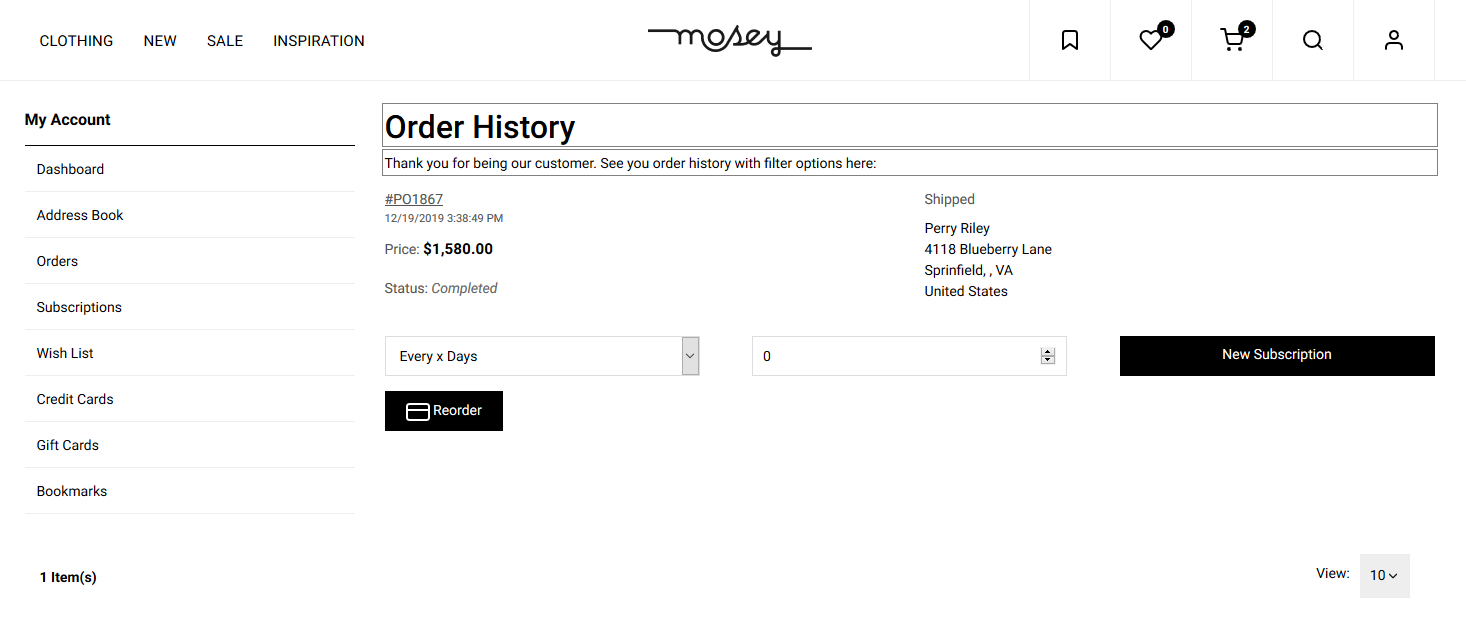 CLOTHING NEW SALE INSPIRATION
mosey
0
2
My Account
Dashboard
Address Book
Orders
Subscriptions
Wish List
Credit Cards
Gift Cards
Bookmarks
Order History
Thank you for being our customer. See you order history with filter options here:
#PO1867
12/19/2019 3:38:49 PM
Price: $1,580.00
Status: Completed
Shipped
Perry Riley
4118 Blueberry Lane
Sprinfield, , VA
United States
Every x Days
0
New Subscription
Reorder
1 Item(s)
View: 10